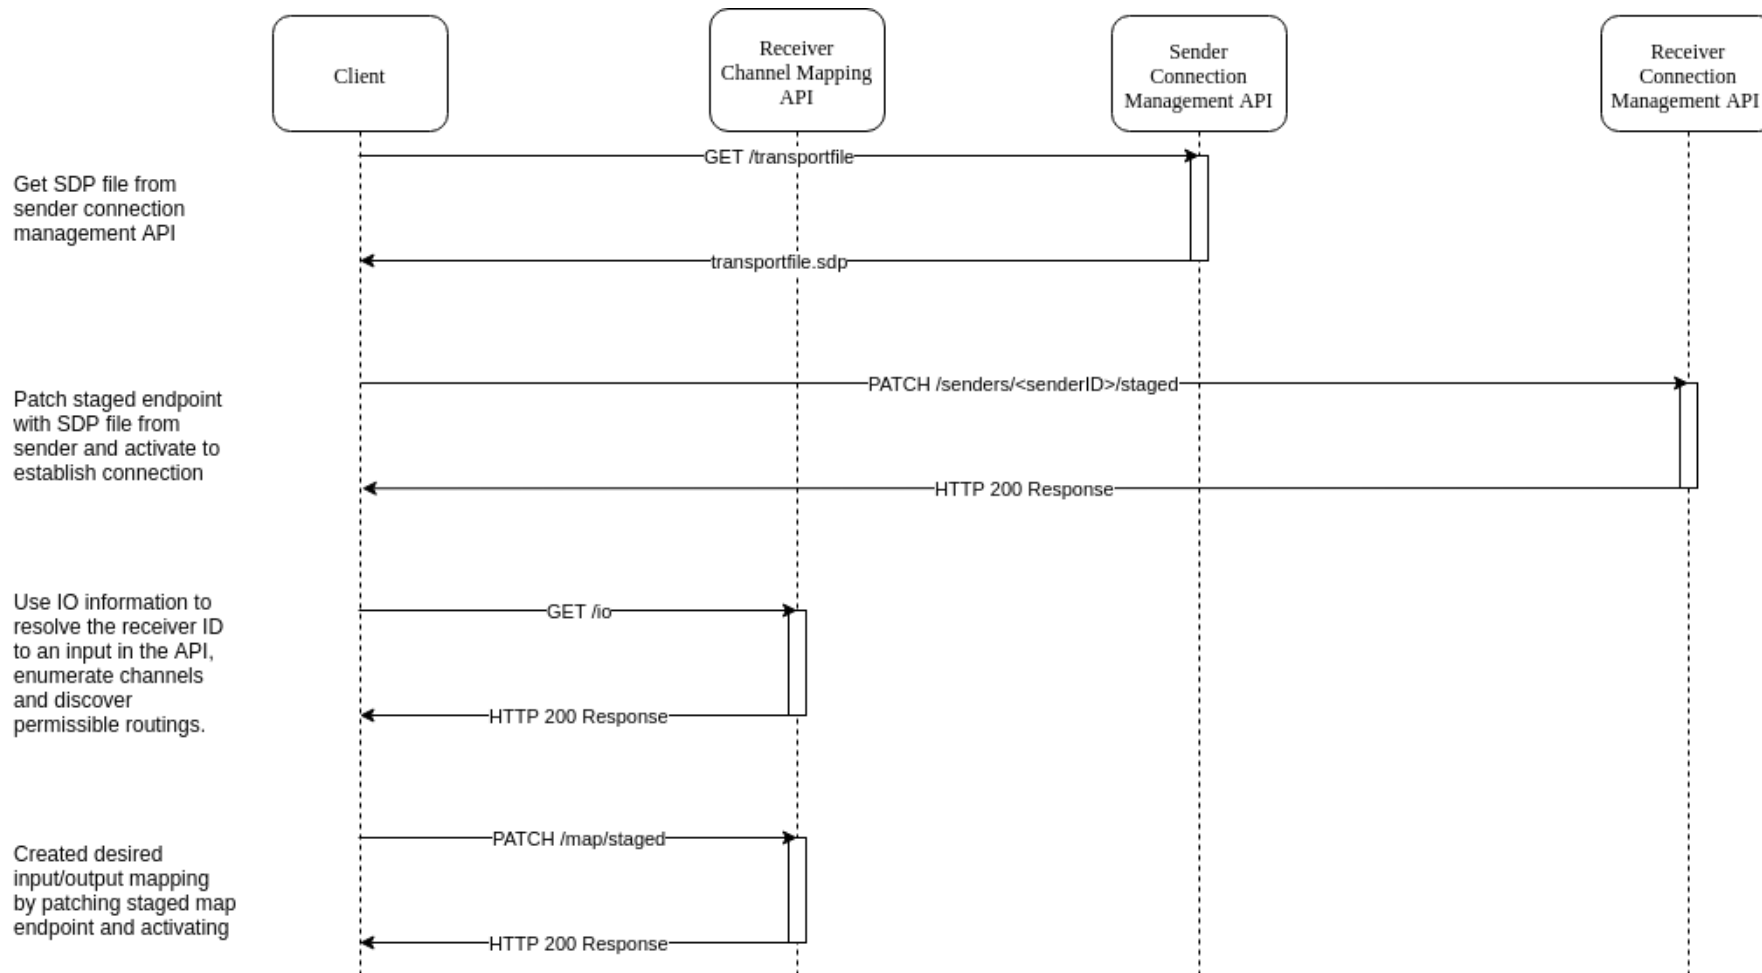 Client
Receiver
Channel Mapping
API
Sender
Connection
Management API
Receiver
Connection
Management API
GET /transportfile
Get SDP file from
sender connection
management API
transportfile.sdp
PATCH /senders/<senderID>/staged
Patch staged endpoint
with SDP file from
sender and activate to
establish connection
HTTP 200 Response
Use IO information to
resolve the receiver ID
to an input in the API,
enumerate channels
and discover
permissible routings.
GET /io
HTTP 200 Response
PATCH /map/staged
Created desired
input/output mapping
by patching staged map
endpoint and activating
HTTP 200 Response